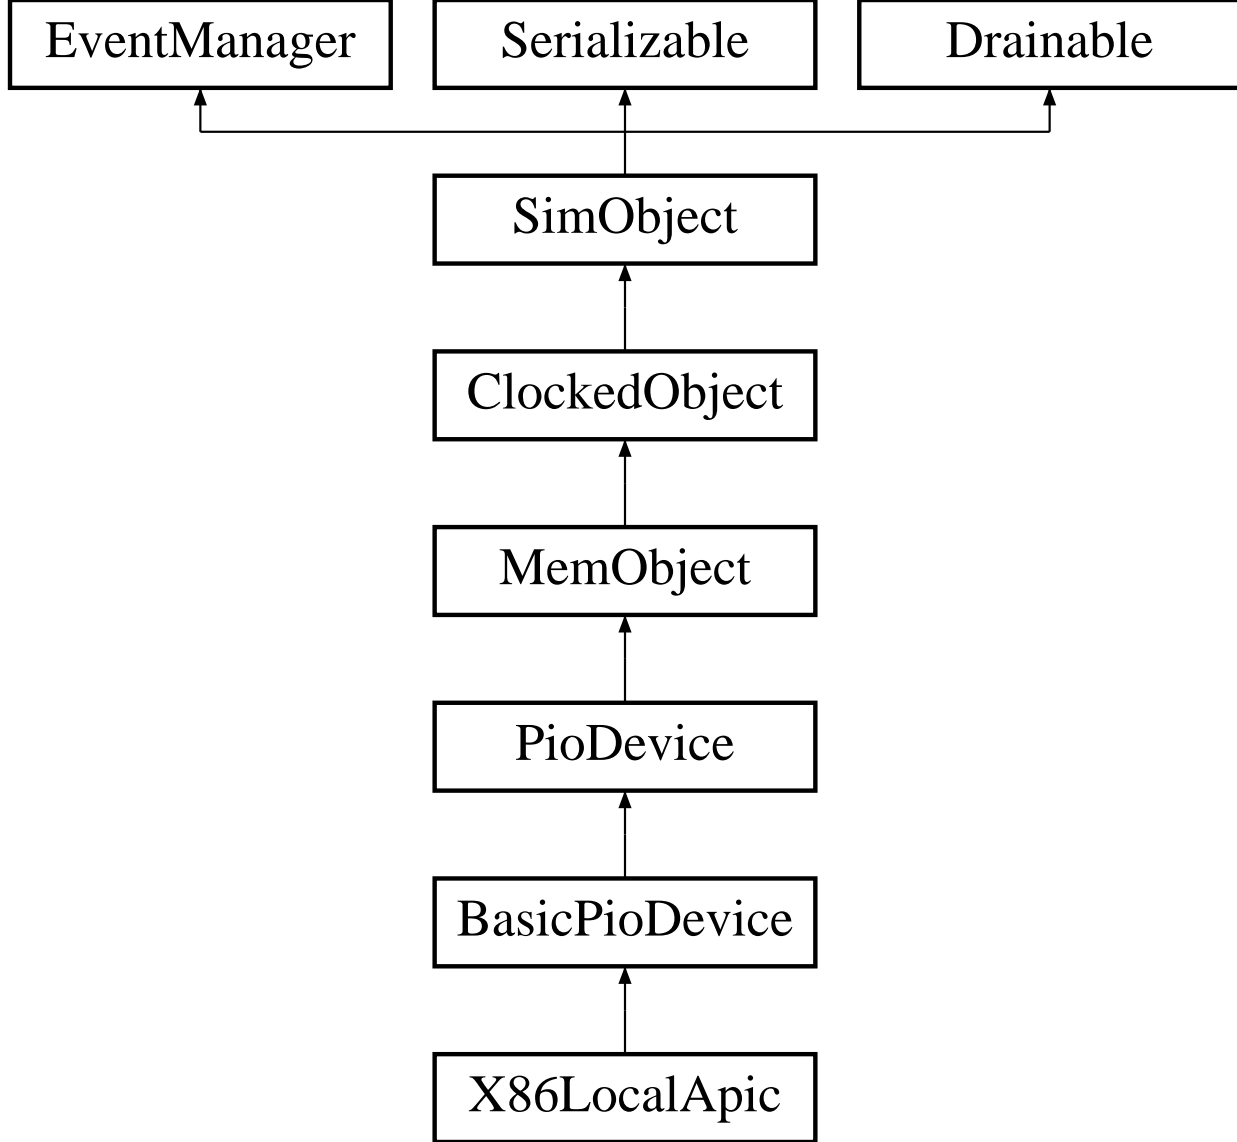 EventManager
Serializable
Drainable
SimObject
ClockedObject
MemObject
PioDevice
BasicPioDevice
X86LocalApic